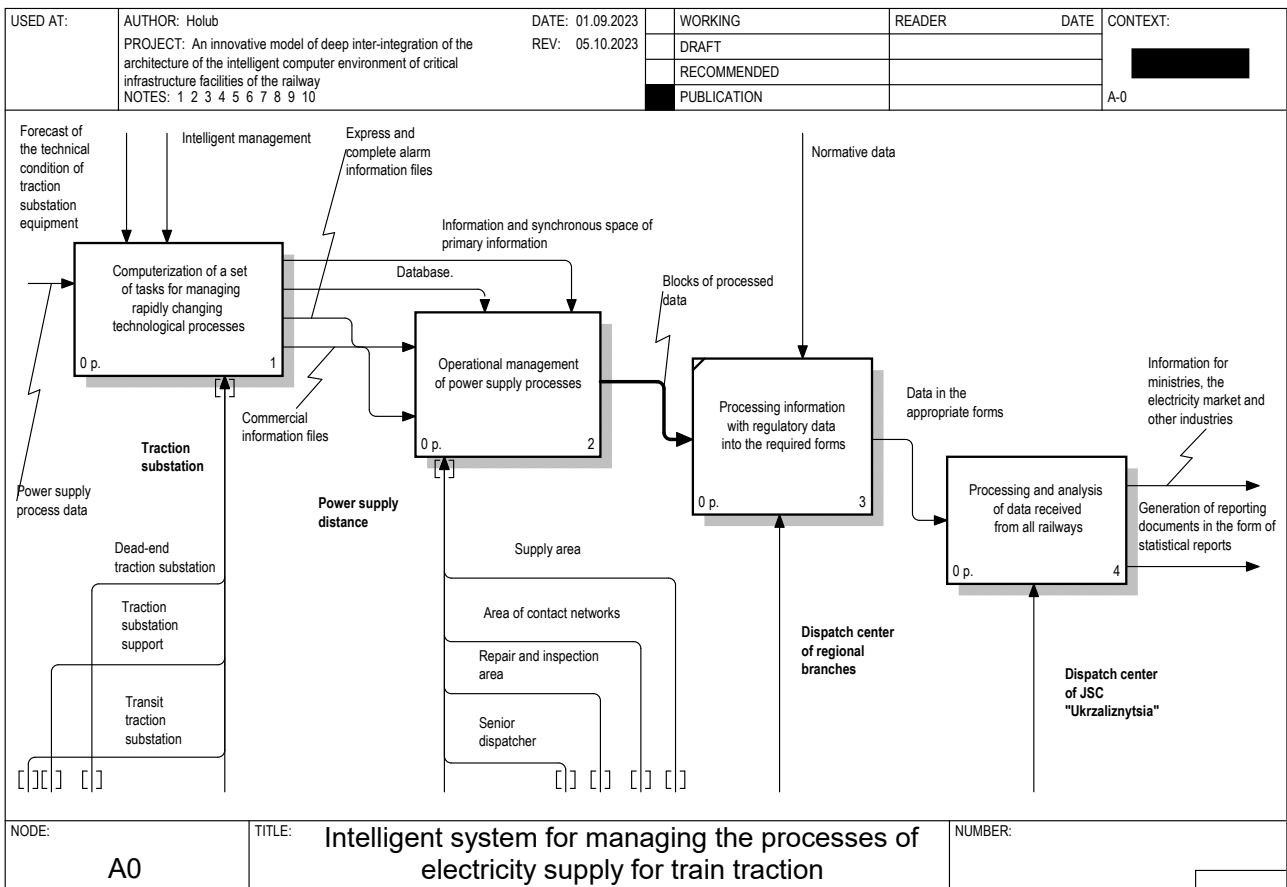 USED AT:
AUTHOR: Holub
DATE: 01.09.2023
PROJECT: An innovative model of deep inter-integration of the
architecture of the intelligent computer environment of critical
infrastructure facilities of the railway
REV: 05.10.2023
NOTES: 1 2 3 4 5 6 7 8 9 10
WORKING
DRAFT
RECOMMENDED
PUBLICATION
READER
DATE
CONTEXT:
A-0
Forecast of
the technical
condition of
traction
substation
equipment
Intelligent management
Express and
complete alarm
information files
Normative data
Information and synchronous space of
primary information
Database.
Computerization of a set
of tasks for managing
rapidly changing
technological processes
0 p.
1
Blocks of processed
data
Operational management
of power supply processes
0 p.
2
Commercial
information files
Traction
substation
Power supply
process data
Power supply
distance
Processing information
with regulatory data
into the required forms
0 p.
3
Data in the
appropriate forms
Information for
ministries, the
electricity market and
other industries
Processing and analysis
of data received
from all railways
0 p.
4
Generation of reporting
documents in the form of
statistical reports
Dead-end
traction substation
Traction
substation
support
Transit
traction
substation
Supply area
Area of contact networks
Repair and inspection
area
Senior
dispatcher
Dispatch center
of regional
branches
Dispatch center
of JSC
"Ukrzaliznytsia"
NODE:
A0
TITLE:
Intelligent system for managing the processes of
electricity supply for train traction
NUMBER: